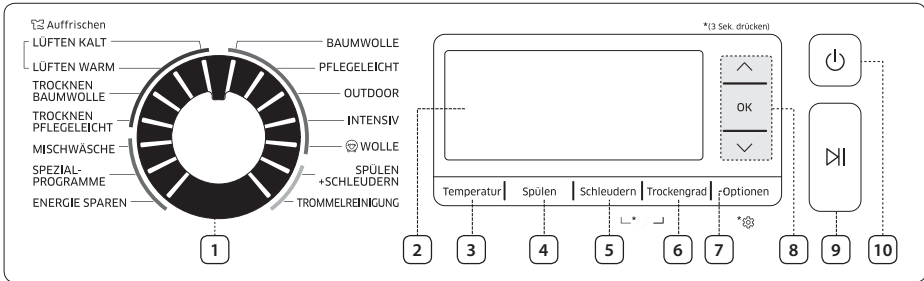 Auffrischen
LÜFTEN KALT
LÜFTEN WARM
TROCKNEN
BAUMWOLLE
TROCKNEN
PFLEGELEICHT
MISCHWÄSCHE
SPEZIAL-
PROGRAMME
ENERGIE SPAREN
BAUMWOLLE
PFLEGELEICHT
OUTDOOR
INTENSIV
WOLLE
SPÜLEN
+SCHLEUDERN
TROMMELREINIGUNG
*(3 Sek. drücken)
OK
Temperatur
Spülen
Schleudern
Trockengrad
Optionen
*
*
1
2
3
4
5
6
7
8
9
10